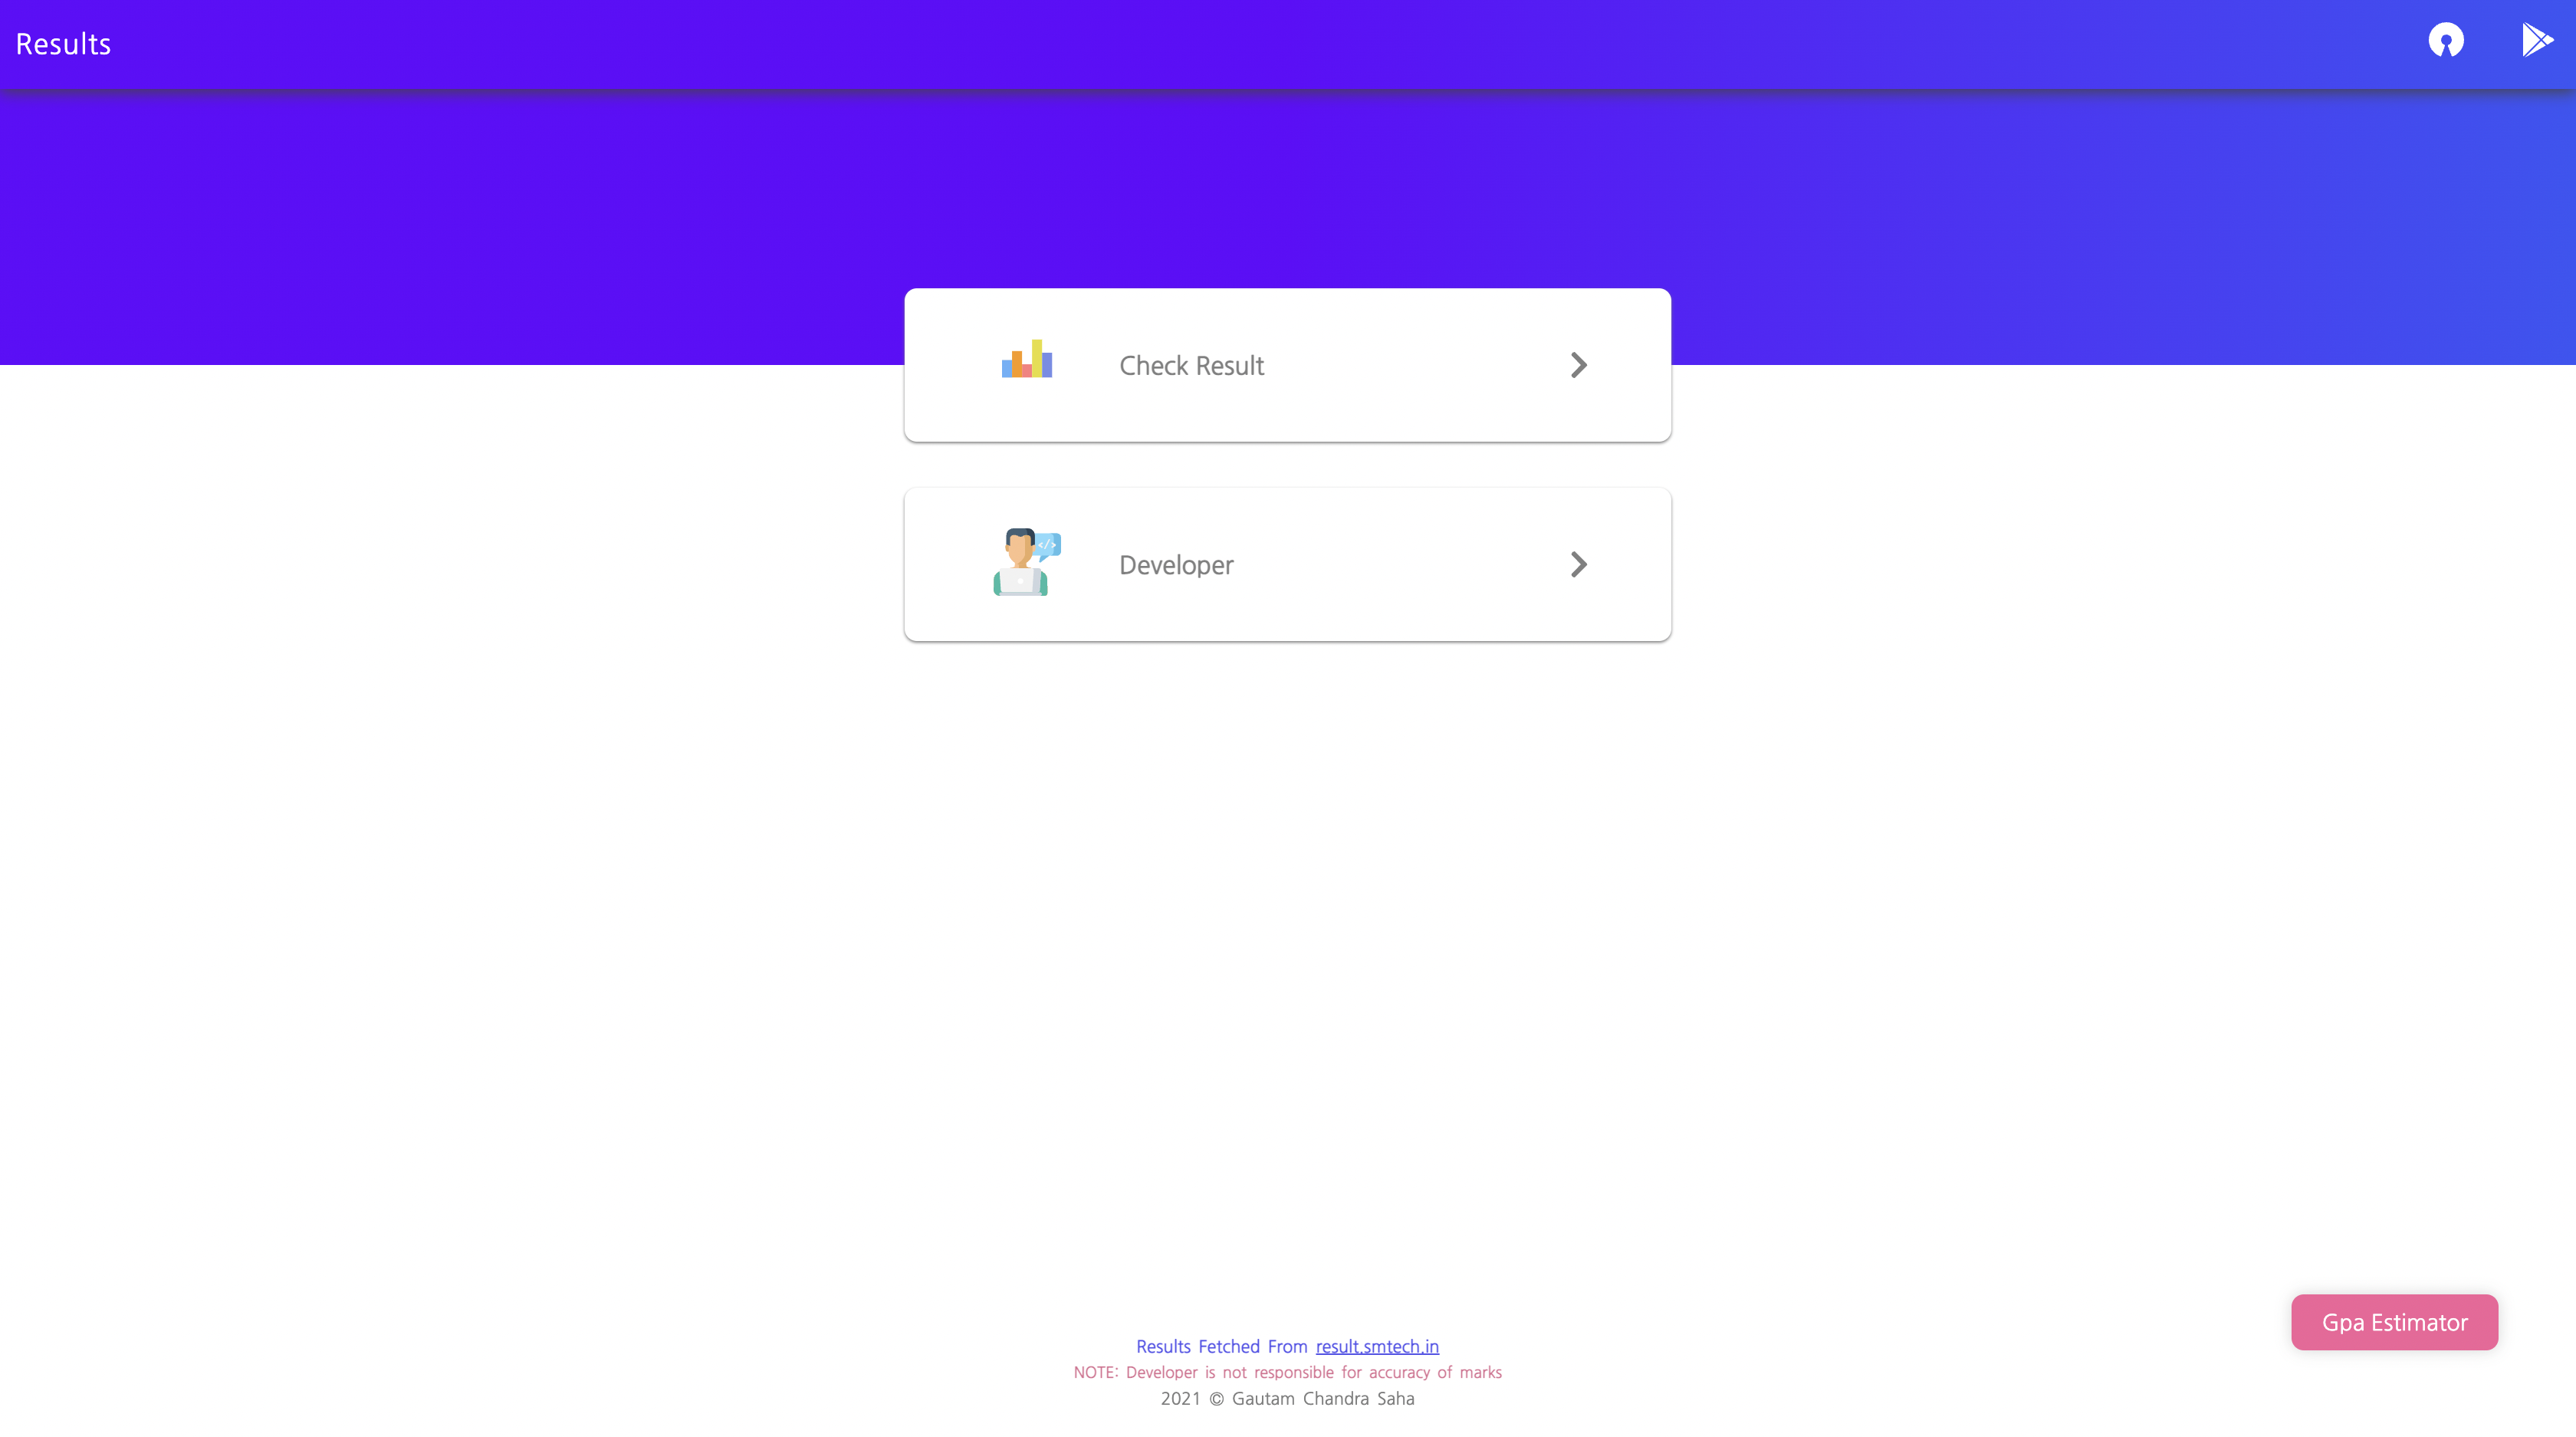 Results
Check Result
</>
Developer
Gpa Estimator
Results Fetched From result.smtech.in
NOTE: Developer is not responsible for accuracy of marks
2021 © Gautam Chandra Saha